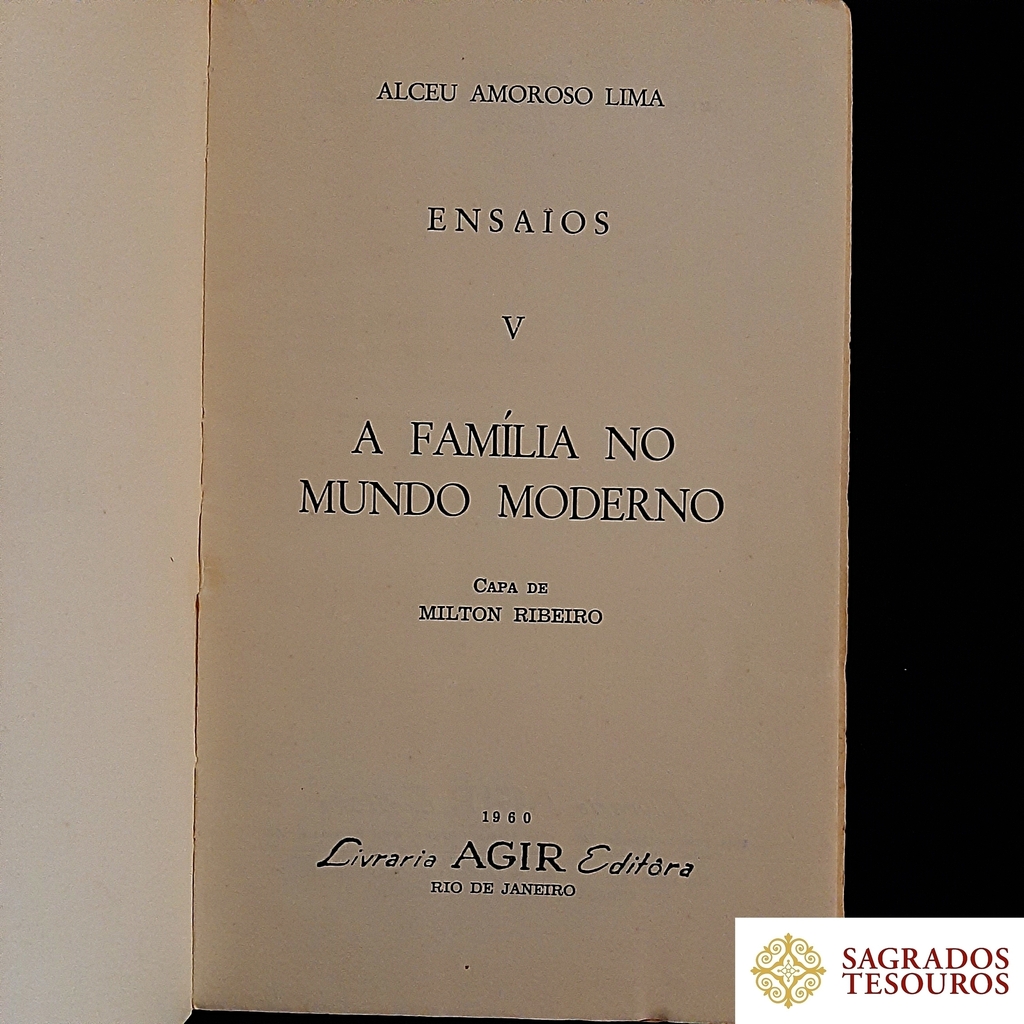 ALCEU AMOROSO LIMA
ENSAIOS
V
A FAMÍLIA NO
MUNDO MODERNO
CAPA DE
MILTON RIBEIRO
1960
Livraria AGIR Editôra
RIO DE JANEIRO
SAGRADOS
TESOUROS